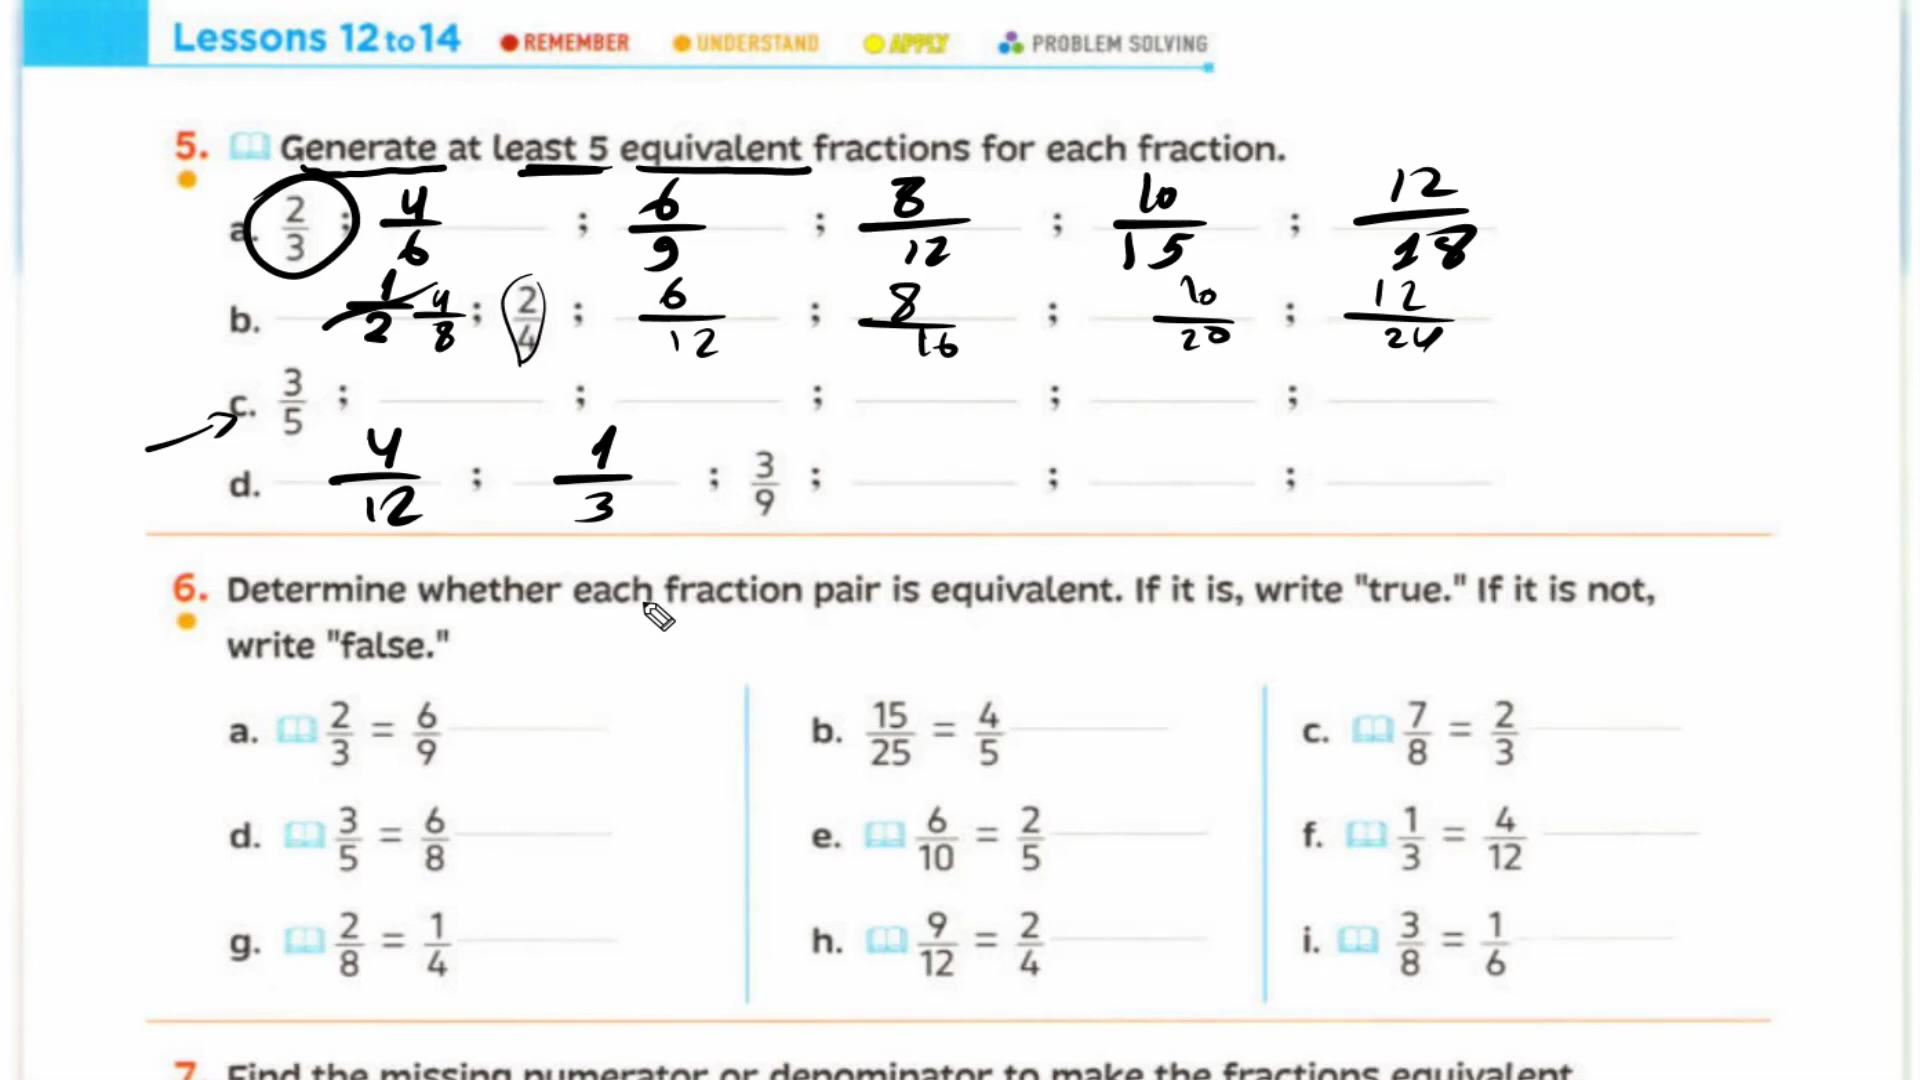 Lessons 12 to 14 REMEMBER UNDERSTAND APPLY PROBLEM SOLVING
5. Generate at least 5 equivalent fractions for each fraction.
a. 2/3 ; 4/6 ; 6/9 ; 8/12 ; 10/15 ; 12/18
b. 1/2 4/8 ; 2/4 ; 6/12 ; 8/16 ; 10/20 ; 12/24
c. 3/5 ; ; ; ; ;
d. 4/12 ; 1/3 ; 3/9 ; ; ;
6. Determine whether each fraction pair is equivalent. If it is, write "true." If it is not,
write "false."
a. 2/3 = 6/9 b. 15/25 = 4/5 c. 7/8 = 2/3
d. 3/5 = 6/8 e. 6/10 = 2/5 f. 1/3 = 4/12
g. 2/8 = 1/4 h. 9/12 = 2/4 i. 3/8 = 1/6
7. Find the missing numerator or denominator to make the fractions equivalent.